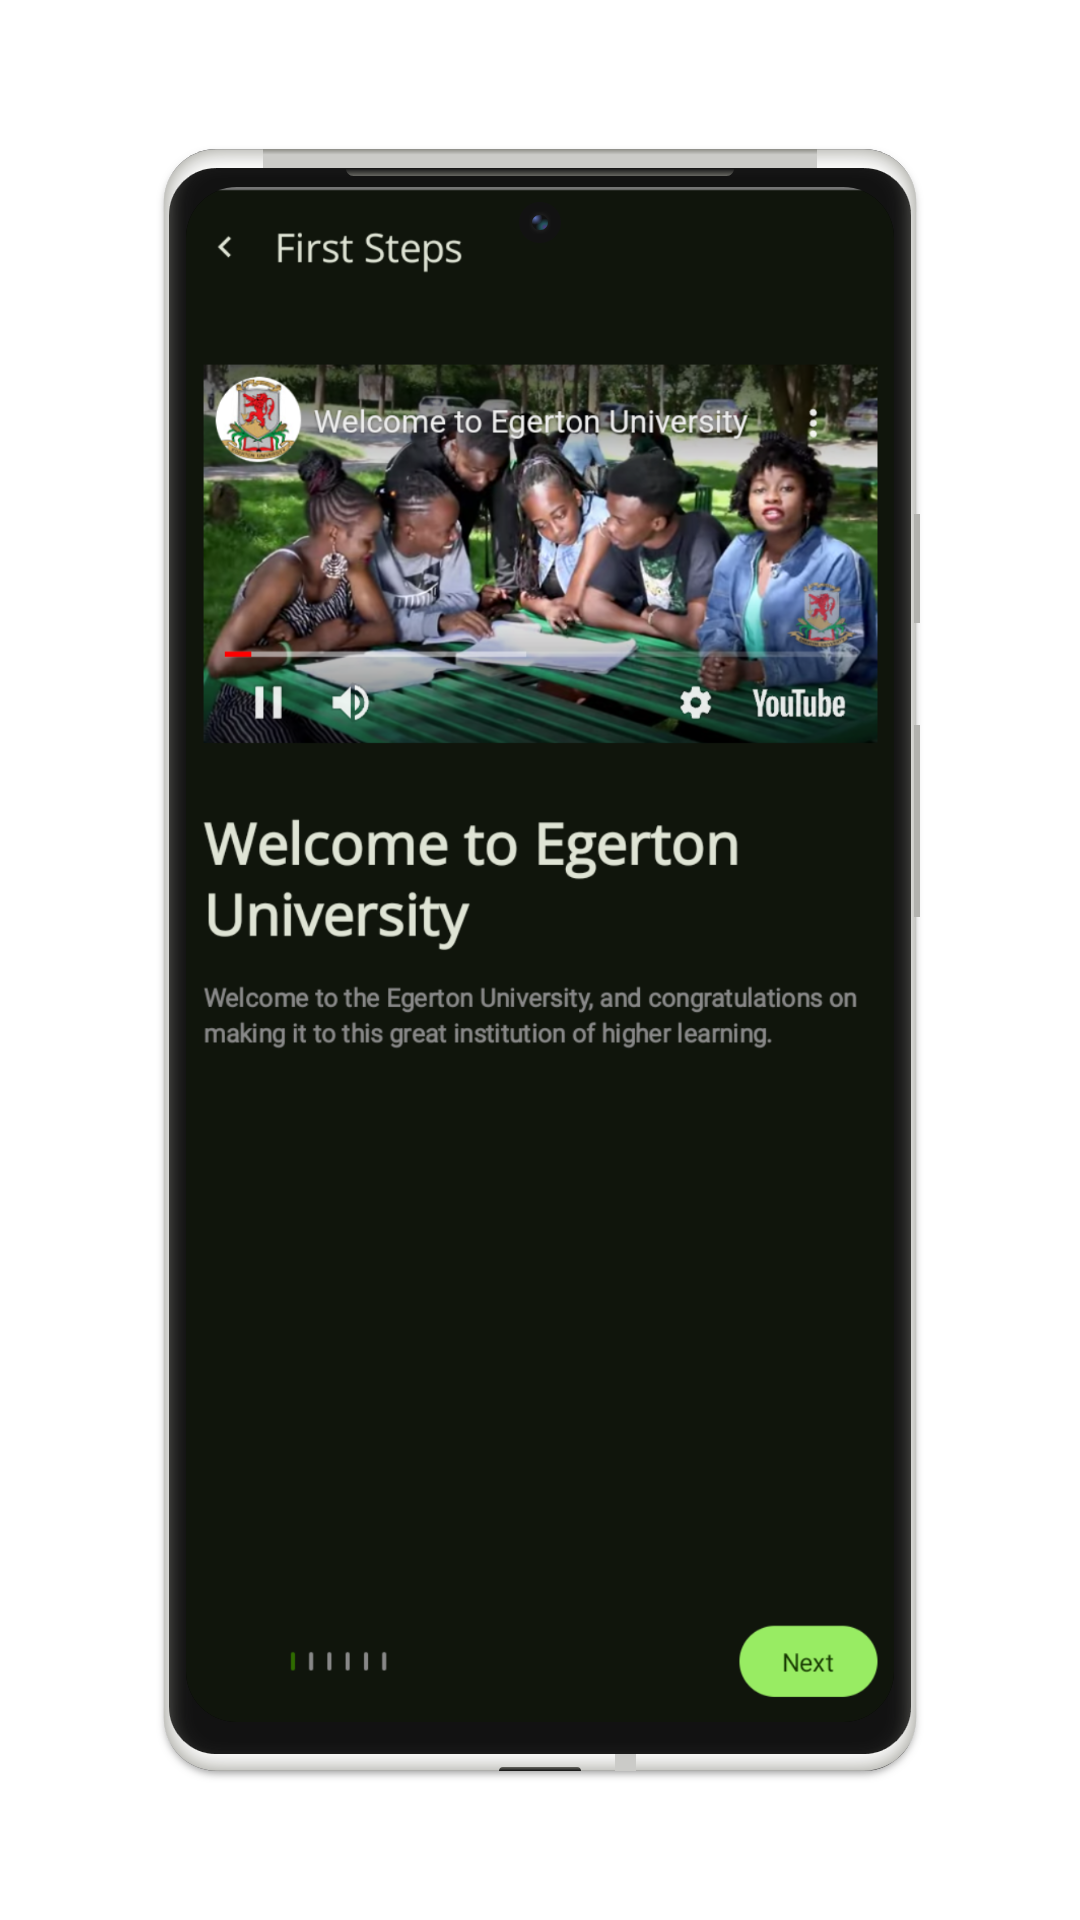 First Steps
Welcome to Egerton University
YouTube
Welcome to Egerton
University
Welcome to the Egerton University, and congratulations on
making it to this great institution of higher learning.
Next